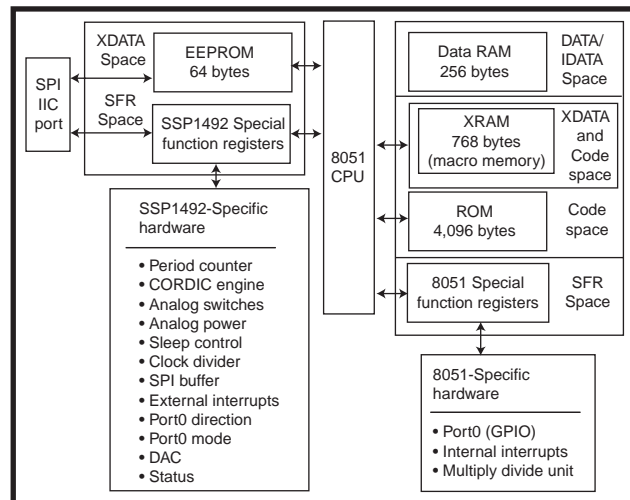 XDATA
Space
EEPROM
64 bytes
SPI
IIC
port
SFR
Space
SSP1492 Special
function registers
SSP1492-Specific
hardware
• Period counter
• CORDIC engine
• Analog switches
• Analog power
• Sleep control
• Clock divider
• SPI buffer
• External interrupts
• Port0 direction
• Port0 mode
• DAC
• Status
8051
CPU
Data RAM
256 bytes
DATA/
IDATA
Space
XRAM
768 bytes
(macro memory)
XDATA
and
Code
space
ROM
4,096 bytes
Code
space
8051 Special
function registers
SFR
Space
8051-Specific
hardware
• Port0 (GPIO)
• Internal interrupts
• Multiply divide unit